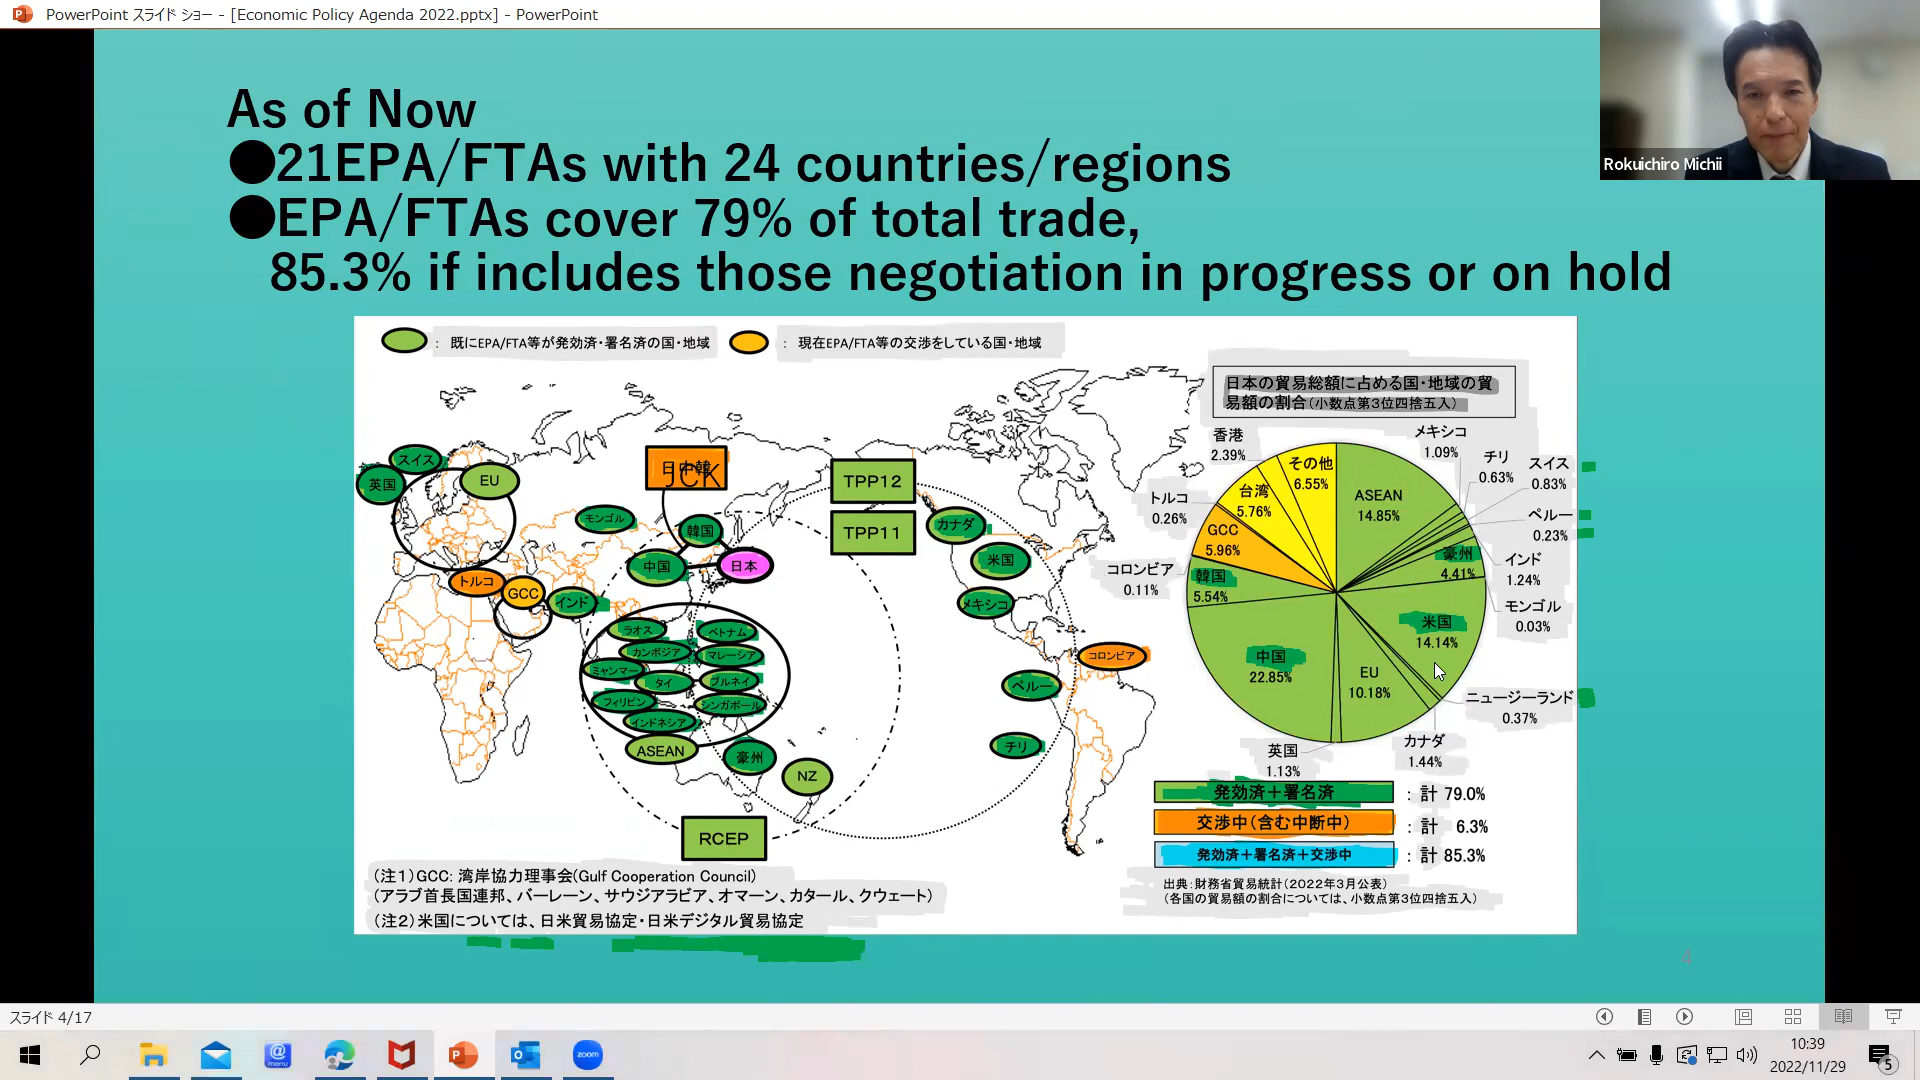 PowerPoint スライド ショー - [Economic Policy Agenda 2022.pptx] - PowerPoint
Rokuichiro Michii
As of Now
●21EPA/FTAs with 24 countries/regions
●EPA/FTAs cover 79% of total trade,
85.3% if includes those negotiation in progress or on hold
： 既にEPA/FTA等が発効済・署名済の国・地域
： 現在EPA/FTA等の交渉をしている国・地域
日本の貿易総額に占める国・地域の貿
易額の割合（小数点第3位四捨五入）
スイス
英国
EU
トルコ
GCC
インド
モンゴル
日中韓
JCK
韓国
中国
日本
TPP12
TPP11
カナダ
米国
メキシコ
コロンビア
ペルー
チリ
ラオス
ベトナム
カンボジア
マレーシア
ミャンマー
タイ
ブルネイ
フィリピン
シンガポール
インドネシア
ASEAN
豪州
NZ
RCEP
香港
2.39%
その他
6.55%
台湾
5.76%
トルコ
0.26%
GCC
5.96%
コロンビア
0.11%
韓国
5.54%
中国
22.85%
英国
1.13%
EU
10.18%
カナダ
1.44%
ニュージーランド
0.37%
米国
14.14%
モンゴル
0.03%
インド
1.24%
豪州
4.41%
ペルー
0.23%
スイス
0.83%
チリ
0.63%
メキシコ
1.09%
ASEAN
14.85%
発効済＋署名済 ：計 79.0%
交渉中（含む中断中） ：計 6.3%
発効済＋署名済＋交渉中 ：計 85.3%
出典：財務省貿易統計（2022年3月公表）
（各国の貿易額の割合については、小数点第3位四捨五入）
（注1）GCC: 湾岸協力理事会(Gulf Cooperation Council)
（アラブ首長国連邦、バーレーン、サウジアラビア、オマーン、カタール、クウェート）
（注2）米国については、日米貿易協定・日米デジタル貿易協定
4
スライド 4/17
zoom
10:39
2022/11/29
5